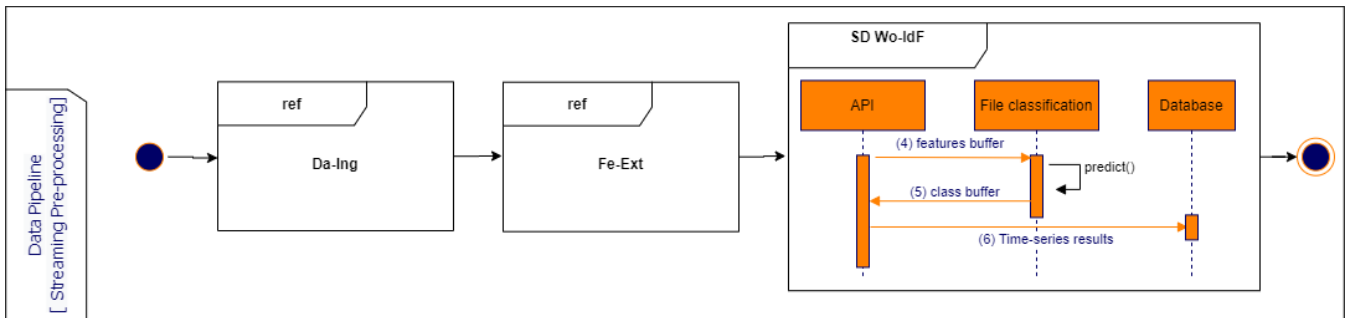 Data Pipeline
[ Streaming Pre-processing]
ref
Da-Ing
ref
Fe-Ext
SD Wo-IdF
API
File classification
Database
(4) features buffer
predict()
(5) class buffer
(6) Time-series results